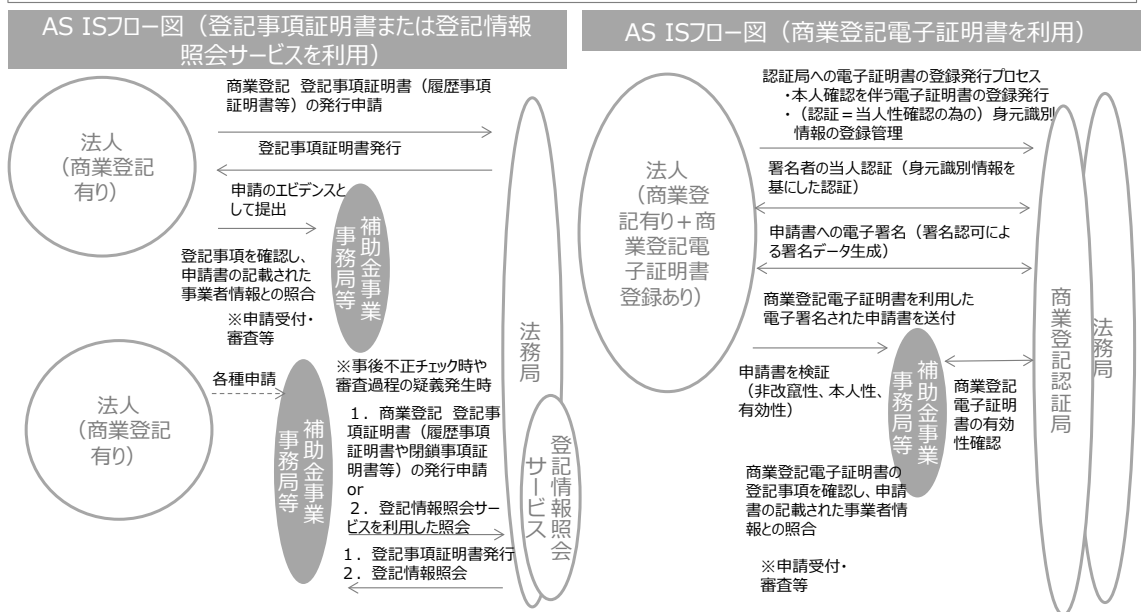 AS ISフロー図（登記事項証明書または登記情報
照会サービスを利用）
商業登記 登記事項証明書（履歴事項
証明書等）の発行申請
法人
（商業登記
有り）
登記事項証明書発行
申請のエビデンスと
して提出
補助金事業
事務局等
登記事項を確認し、
申請書の記載された
事業者情報との照合
※申請受付・
審査等
法務局
各種申請
法人
（商業登記
有り）
補助金事業
事務局等
※事後不正チェック時や
審査過程の疑義発生時
1．商業登記 登記事
項証明書（履歴事項
証明書や閉鎖事項証
明書等）の発行申請
or
2．登記情報照会サー
ビスを利用した照会
登記情報照会
サービス
1．登記事項証明書発行
2．登記情報照会
AS ISフロー図（商業登記電子証明書を利用）
認証局への電子証明書の登録発行プロセス
・本人確認を伴う電子証明書の登録発行
・（認証＝当人性確認の為の）身元識別
情報の登録管理
法人
（商業登
記有り＋商
業登記電
子証明書
登録あり）
署名者の当人認証（身元識別情報を
基にした認証）
申請書への電子署名（署名認可によ
る署名データ生成）
商業登記電子証明書を利用した
電子署名された申請書を送付
商業登記認証局
法務局
申請書を検証
（非改竄性、本人性、
有効性）
補助金事業
事務局等
商業登記
電子証明
書の有効
性確認
商業登記電子証明書の
登記事項を確認し、申請
書の記載された事業者情
報との照合
※申請受付・
審査等